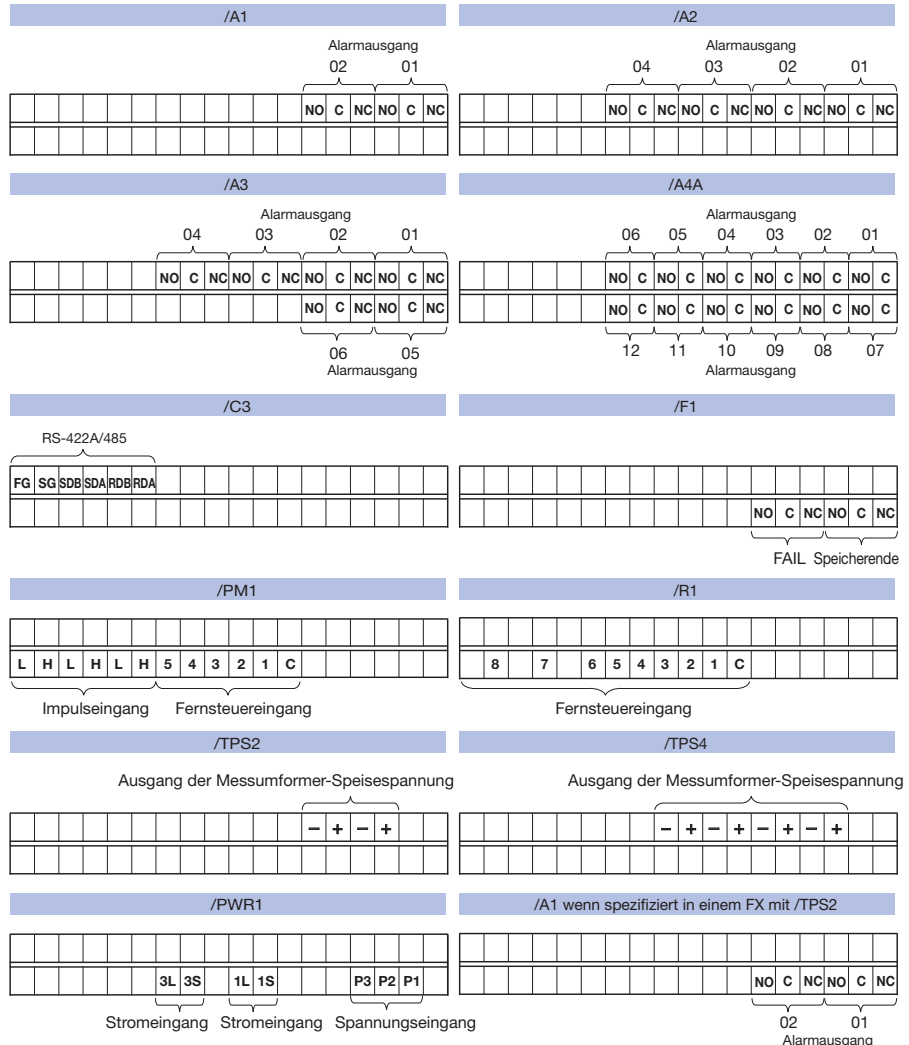 /A1
Alarmausgang
02 01
NO C NC NO C NC
/A2
Alarmausgang
04 03 02 01
NO C NC NO C NC NO C NC NO C NC
/A3
Alarmausgang
04 03 02 01
NO C NC NO C NC NO C NC NO C NC
NO C NC NO C NC
06 05
Alarmausgang
/A4A
Alarmausgang
06 05 04 03 02 01
NO C NO C NO C NO C NO C NO C
NO C NO C NO C NO C NO C NO C
12 11 10 09 08 07
Alarmausgang
/C3
RS-422A/485
FG SG SDB SDA RDB RDA
/F1
NO C NC NO C NC
FAIL Speicherende
/PM1
L H L H L H 5 4 3 2 1 C
Impulseingang Fernsteuereingang
/R1
8 7 6 5 4 3 2 1 C
Fernsteuereingang
/TPS2
Ausgang der Messumformer-Speisespannung
− + − +
/TPS4
Ausgang der Messumformer-Speisespannung
− + − + − + − +
/PWR1
3L 3S 1L 1S P3 P2 P1
Stromeingang Stromeingang Spannungseingang
/A1 wenn spezifiziert in einem FX mit /TPS2
NO C NC NO C NC
02 01
Alarmausgang